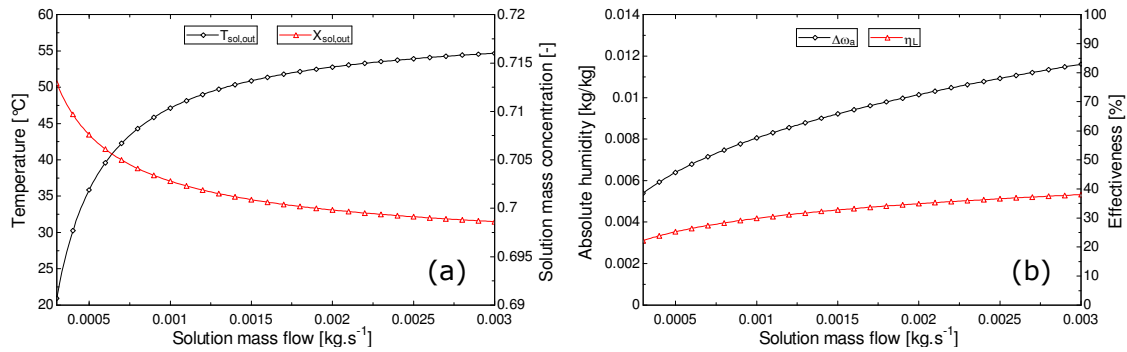 T_sol,out X_sol,out
Temperature [°C]
60
55
50
45
40
35
30
25
20
0.72
0.715
0.71
0.705
0.7
0.695
0.69
Solution mass concentration [-]
(a)
0.0005 0.001 0.0015 0.002 0.0025 0.003
Solution mass flow [kg.s⁻¹]
Δω_a η_L
Absolute humidity [kg/kg]
0.014
0.012
0.01
0.008
0.006
0.004
0.002
0
100
90
80
70
60
50
40
30
20
10
0
Effectiveness [%]
(b)
0.0005 0.001 0.0015 0.002 0.0025 0.003
Solution mass flow [kg.s⁻¹]